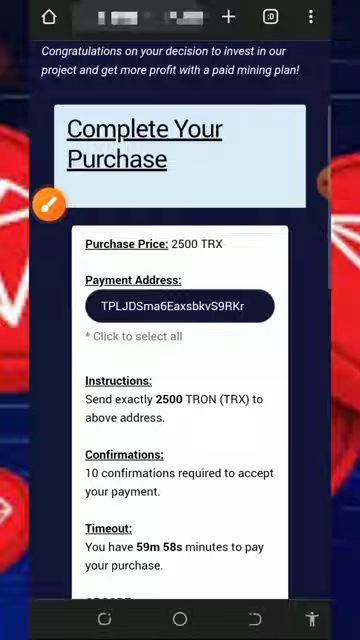 Congratulations on your decision to invest in our
project and get more profit with a paid mining plan!
Complete Your
Purchase
Purchase Price: 2500 TRX
Payment Address:
TPLJDSma6EaxsbkvS9RKr
* Click to select all
Instructions:
Send exactly 2500 TRON (TRX) to
above address.
Confirmations:
10 confirmations required to accept
your payment.
Timeout:
You have 59m 58s minutes to pay
your purchase.